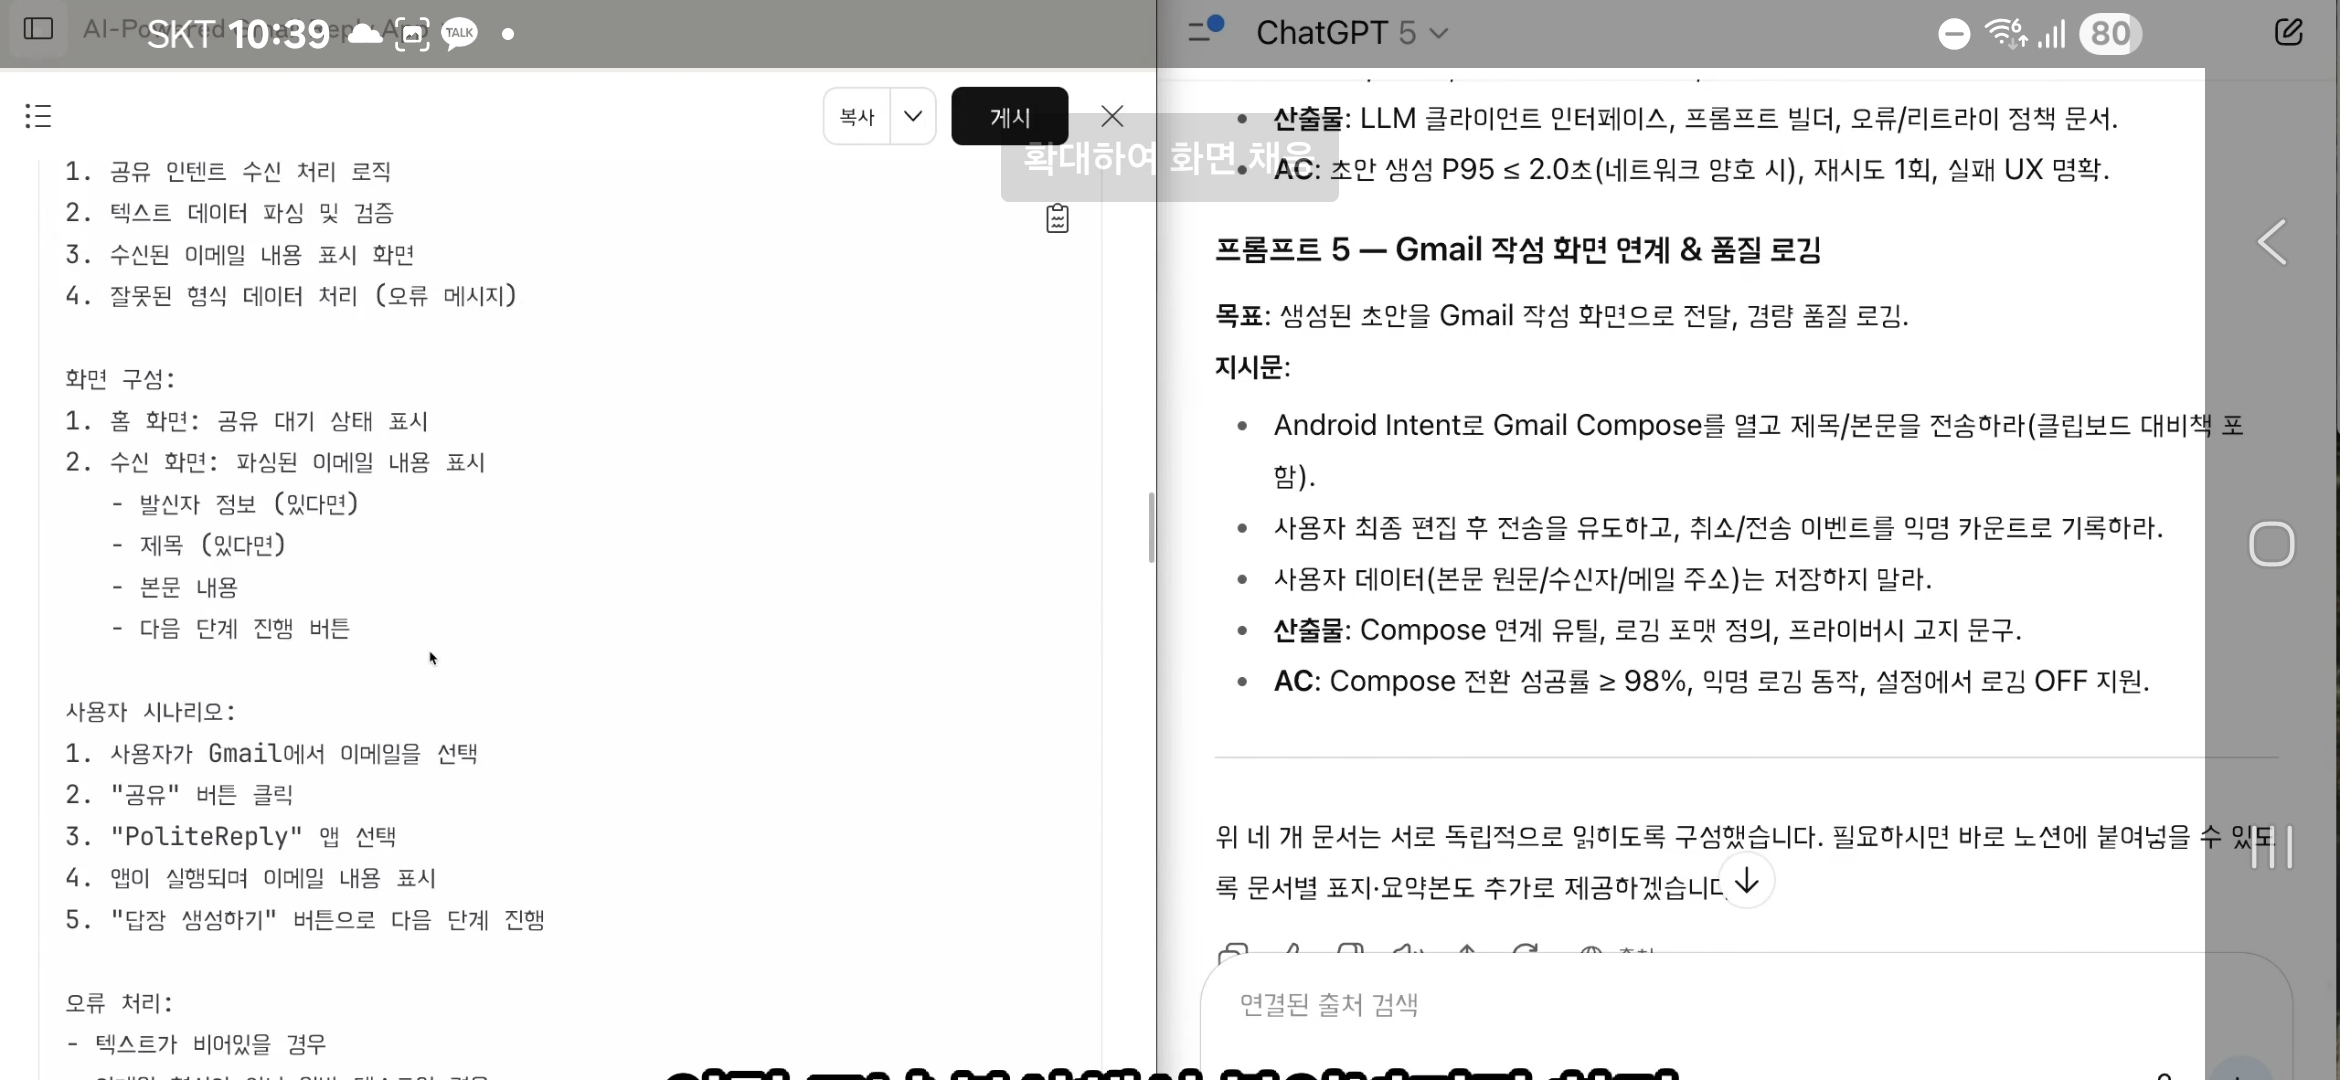 AI-Powered Gmail Reply App
SKT 10:39
TALK
80
복사
게시
1. 공유 인텐트 수신 처리 로직
2. 텍스트 데이터 파싱 및 검증
3. 수신된 이메일 내용 표시 화면
4. 잘못된 형식 데이터 처리 (오류 메시지)
화면 구성:
1. 홈 화면: 공유 대기 상태 표시
2. 수신 화면: 파싱된 이메일 내용 표시
- 발신자 정보 (있다면)
- 제목 (있다면)
- 본문 내용
- 다음 단계 진행 버튼
사용자 시나리오:
1. 사용자가 Gmail에서 이메일을 선택
2. "공유" 버튼 클릭
3. "PoliteReply" 앱 선택
4. 앱이 실행되며 이메일 내용 표시
5. "답장 생성하기" 버튼으로 다음 단계 진행
오류 처리:
- 텍스트가 비어있을 경우
확대하여 화면 채움
ChatGPT 5
• 산출물: LLM 클라이언트 인터페이스, 프롬프트 빌더, 오류/리트라이 정책 문서.
• AC: 초안 생성 P95 ≤ 2.0초(네트워크 양호 시), 재시도 1회, 실패 UX 명확.
프롬프트 5 — Gmail 작성 화면 연계 & 품질 로깅
목표: 생성된 초안을 Gmail 작성 화면으로 전달, 경량 품질 로깅.
지시문:
• Android Intent로 Gmail Compose를 열고 제목/본문을 전송하라(클립보드 대비책 포
함).
• 사용자 최종 편집 후 전송을 유도하고, 취소/전송 이벤트를 익명 카운트로 기록하라.
• 사용자 데이터(본문 원문/수신자/메일 주소)는 저장하지 말라.
• 산출물: Compose 연계 유틸, 로깅 포맷 정의, 프라이버시 고지 문구.
• AC: Compose 전환 성공률 ≥ 98%, 익명 로깅 동작, 설정에서 로깅 OFF 지원.
위 네 개 문서는 서로 독립적으로 읽히도록 구성했습니다. 필요하시면 바로 노션에 붙여넣을 수 있도
록 문서별 표지·요약본도 추가로 제공하겠습니다
연결된 출처 검색